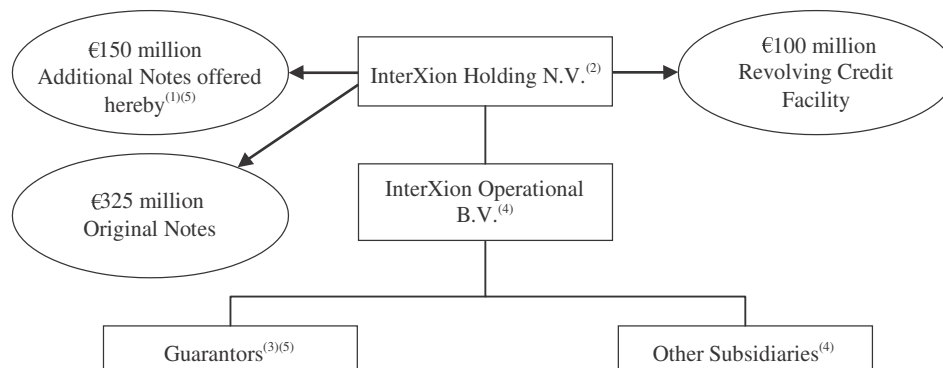 €150 million
Additional Notes offered
hereby(1)(5)
InterXion Holding N.V.(2)
€100 million
Revolving Credit
Facility
€325 million
Original Notes
InterXion Operational
B.V.(4)
Guarantors(3)(5)
Other Subsidiaries(4)